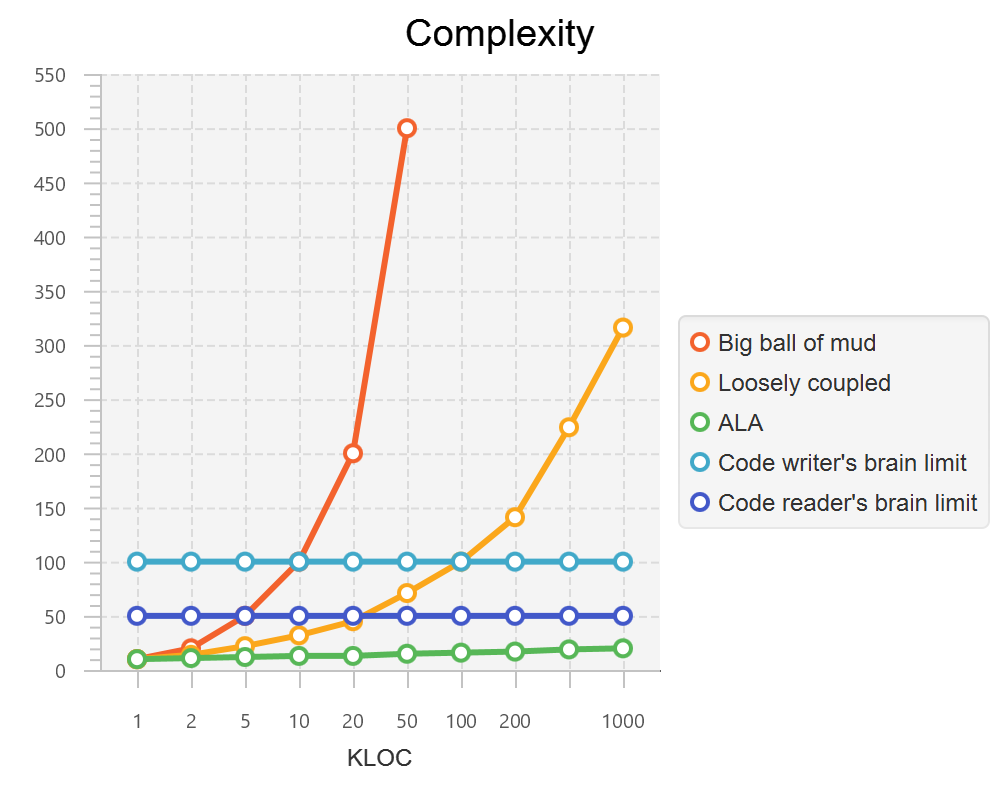 Complexity
550
500
450
400
350
300
250
200
150
100
50
0
1 2 5 10 20 50 100 200 1000
KLOC
Big ball of mud
Loosely coupled
ALA
Code writer's brain limit
Code reader's brain limit